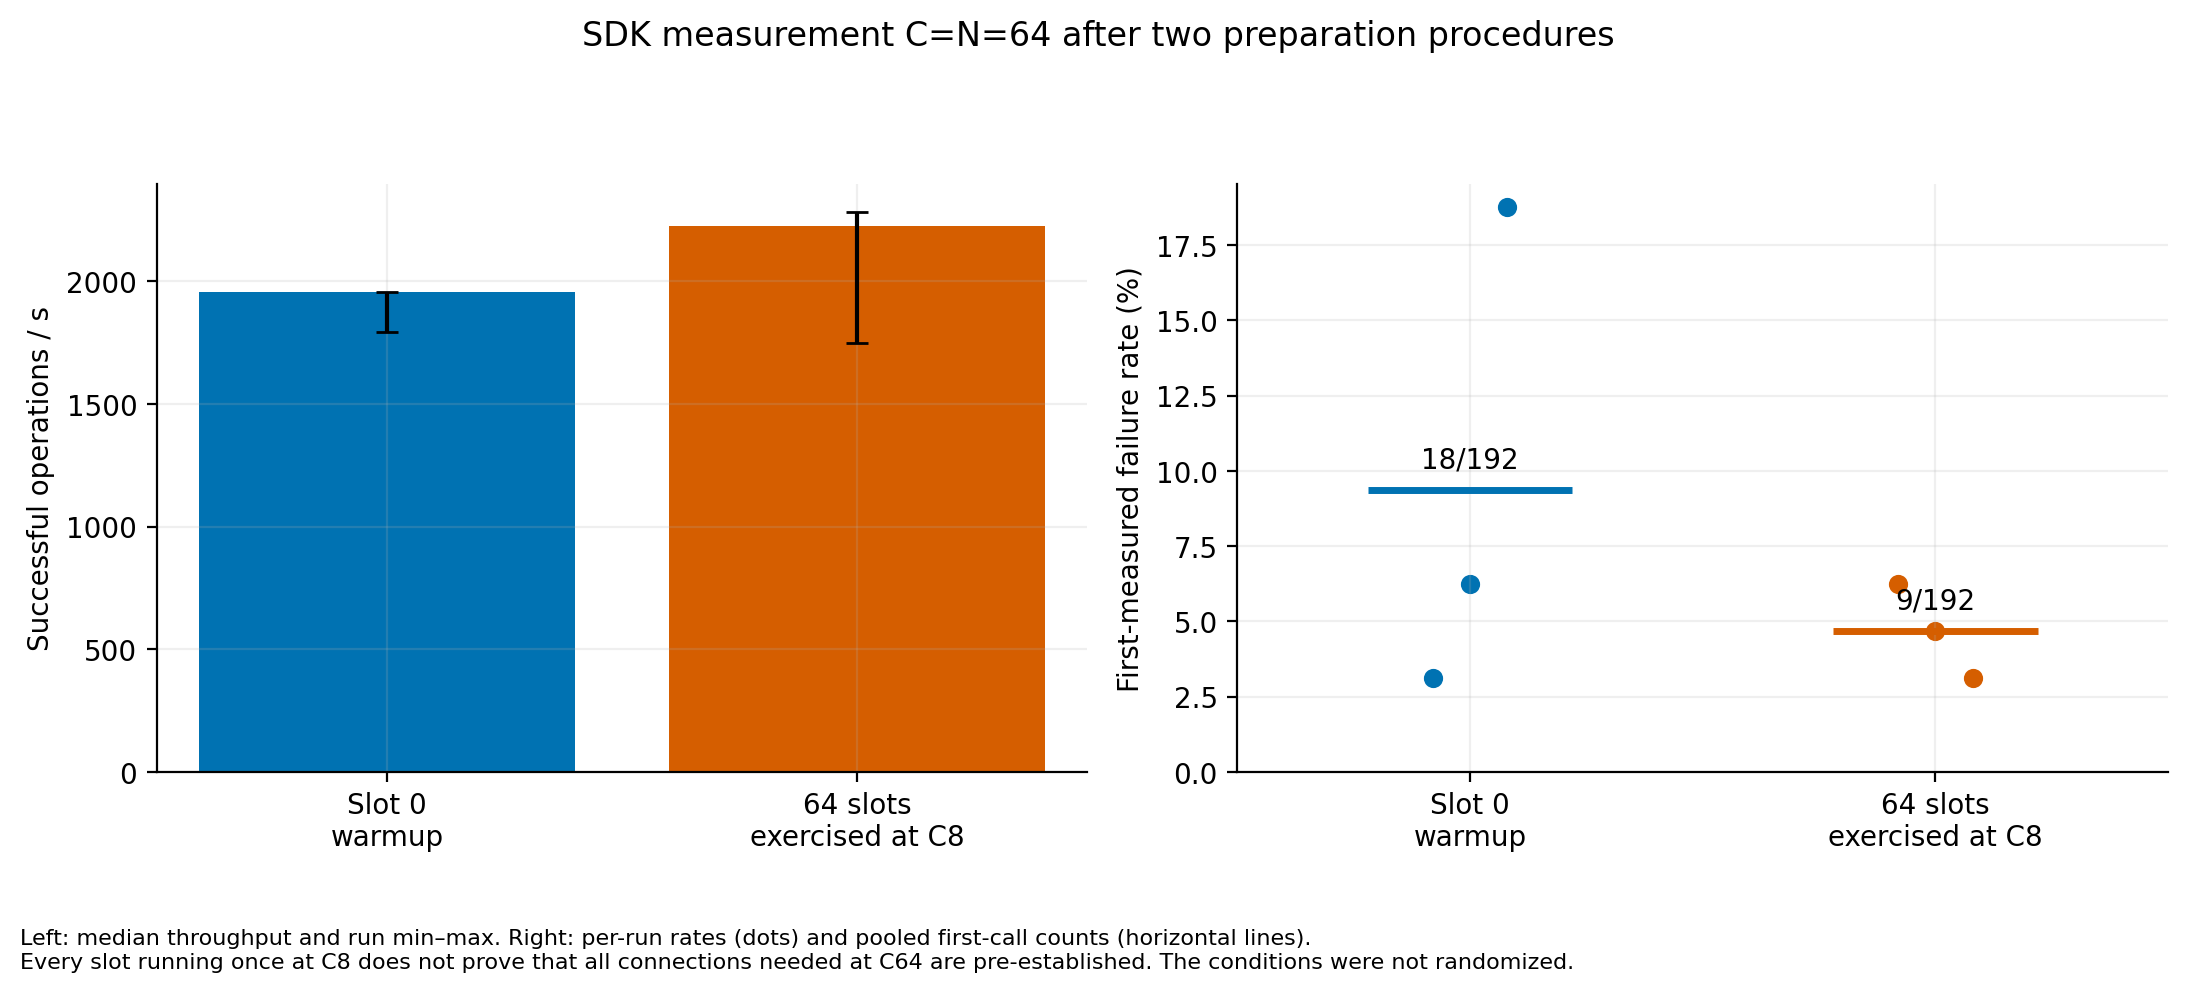 SDK measurement C=N=64 after two preparation procedures
Successful operations / s
2000
1500
1000
500
0
Slot 0
warmup
64 slots
exercised at C8
First-measured failure rate (%)
17.5
15.0
12.5
10.0
7.5
5.0
2.5
0.0
18/192
9/192
Slot 0
warmup
64 slots
exercised at C8
Left: median throughput and run min–max. Right: per-run rates (dots) and pooled first-call counts (horizontal lines).
Every slot running once at C8 does not prove that all connections needed at C64 are pre-established. The conditions were not randomized.